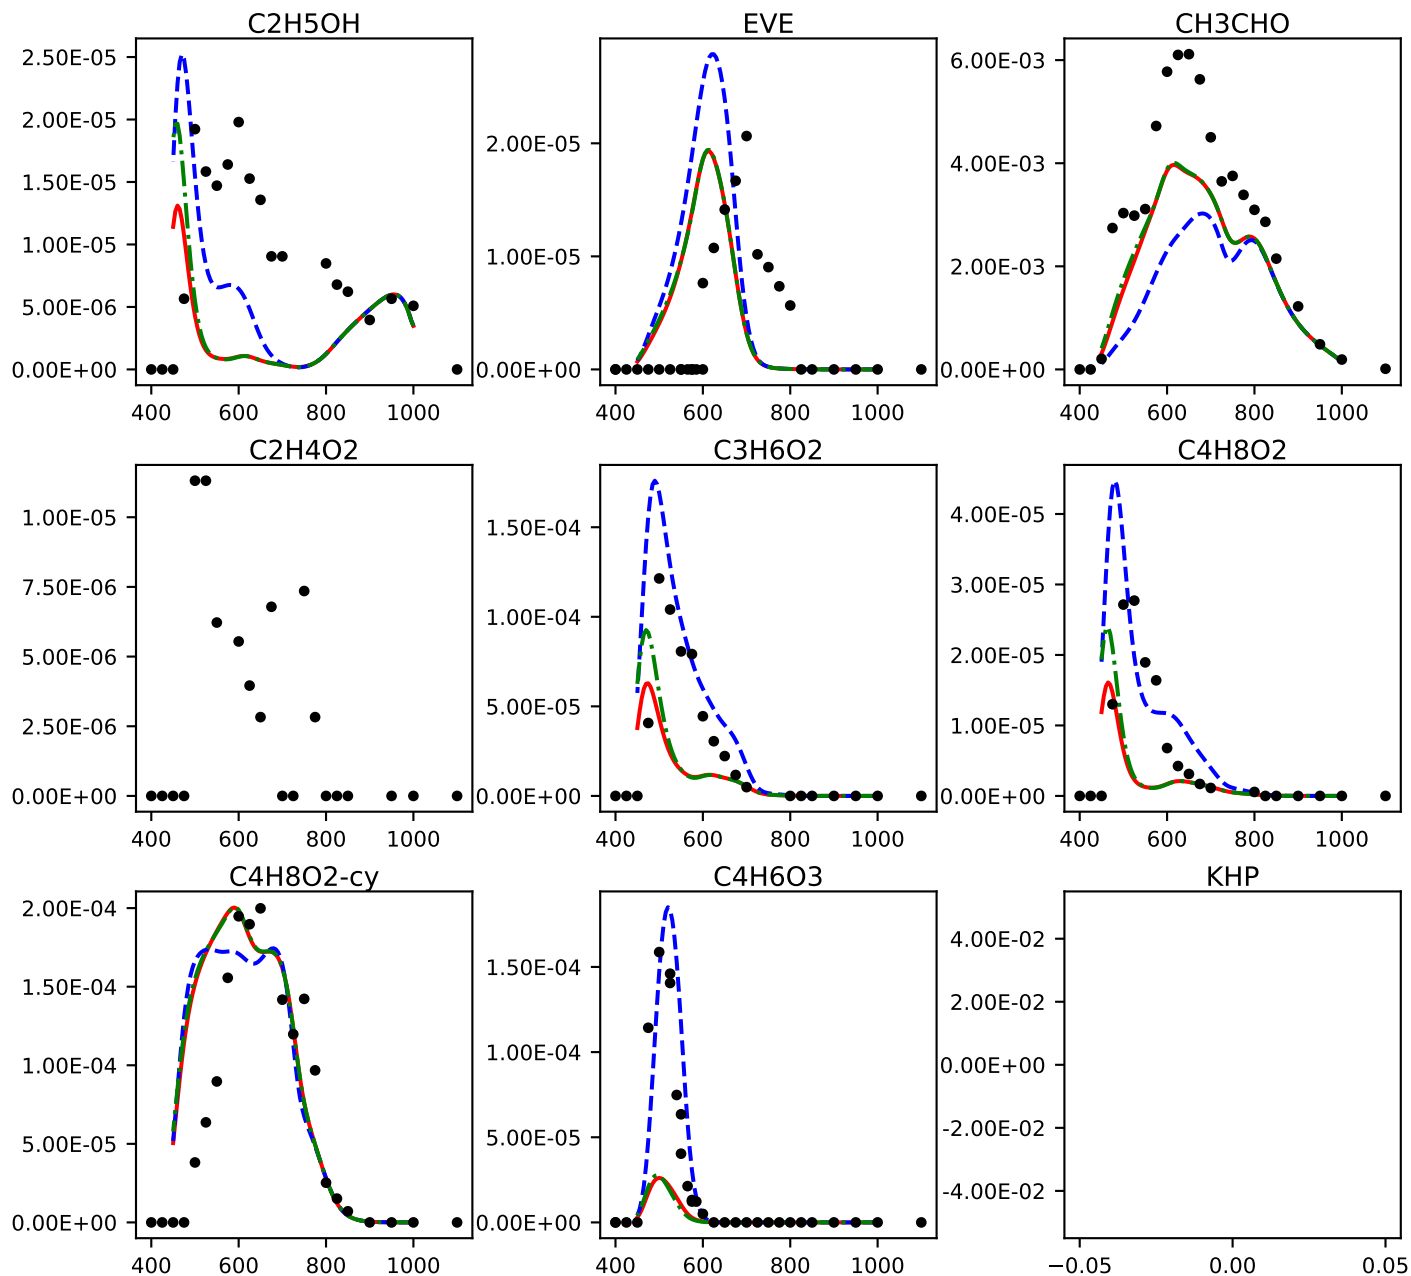 C2H5OH
EVE
CH3CHO
2.50E-05
2.00E-05
1.50E-05
1.00E-05
5.00E-06
0.00E+00
400 600 800 1000
2.00E-05
1.00E-05
0.00E+00
400 600 800 1000
6.00E-03
4.00E-03
2.00E-03
0.00E+00
400 600 800 1000
C2H4O2
C3H6O2
C4H8O2
1.00E-05
7.50E-06
5.00E-06
2.50E-06
0.00E+00
400 600 800 1000
1.50E-04
1.00E-04
5.00E-05
0.00E+00
400 600 800 1000
4.00E-05
3.00E-05
2.00E-05
1.00E-05
0.00E+00
400 600 800 1000
C4H8O2-cy
C4H6O3
KHP
2.00E-04
1.50E-04
1.00E-04
5.00E-05
0.00E+00
400 600 800 1000
1.50E-04
1.00E-04
5.00E-05
0.00E+00
400 600 800 1000
4.00E-02
2.00E-02
0.00E+00
-2.00E-02
-4.00E-02
−0.05 0.00 0.05